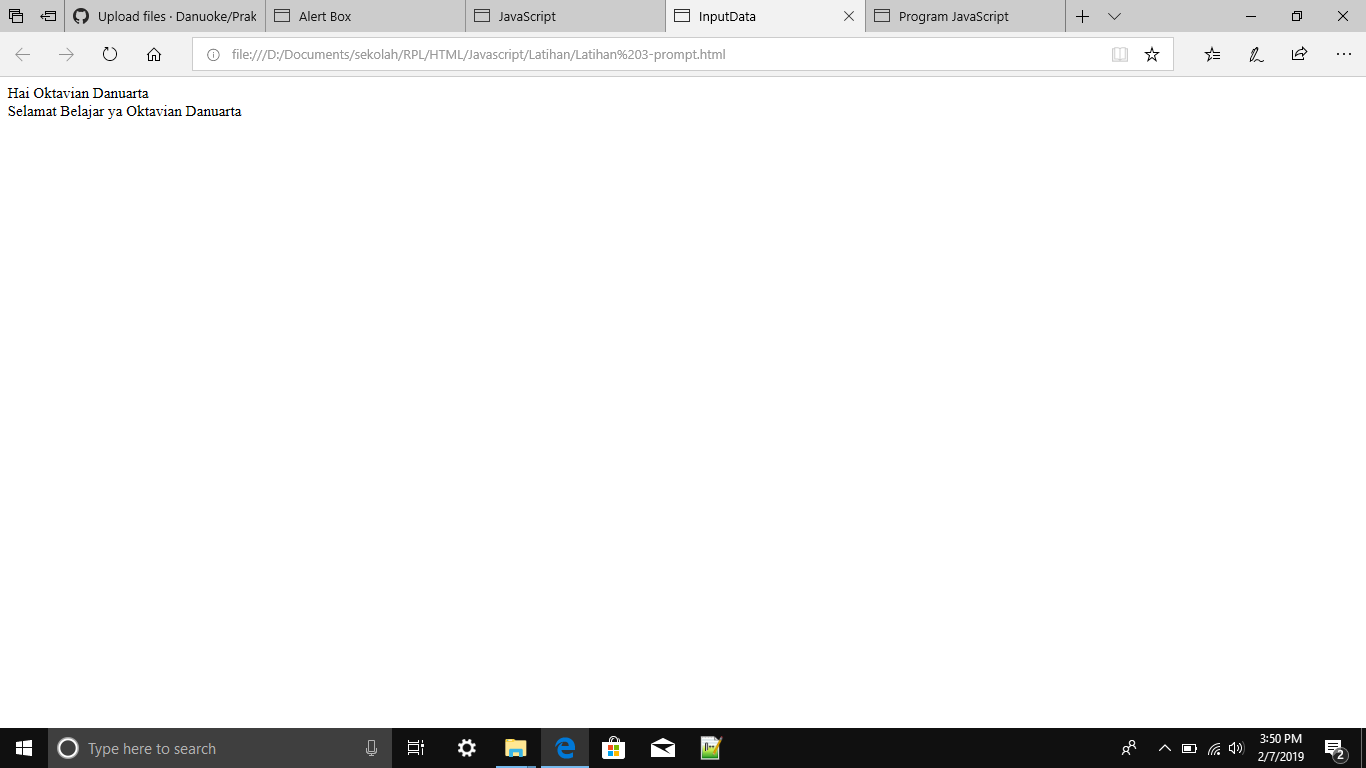 Upload files · Danuoke/Prak
Alert Box
JavaScript
InputData
Program JavaScript
file:///D:/Documents/sekolah/RPL/HTML/Javascript/Latihan/Latihan%203-prompt.html
Hai Oktavian Danuarta
Selamat Belajar ya Oktavian Danuarta
Type here to search
3:50 PM
2/7/2019
2